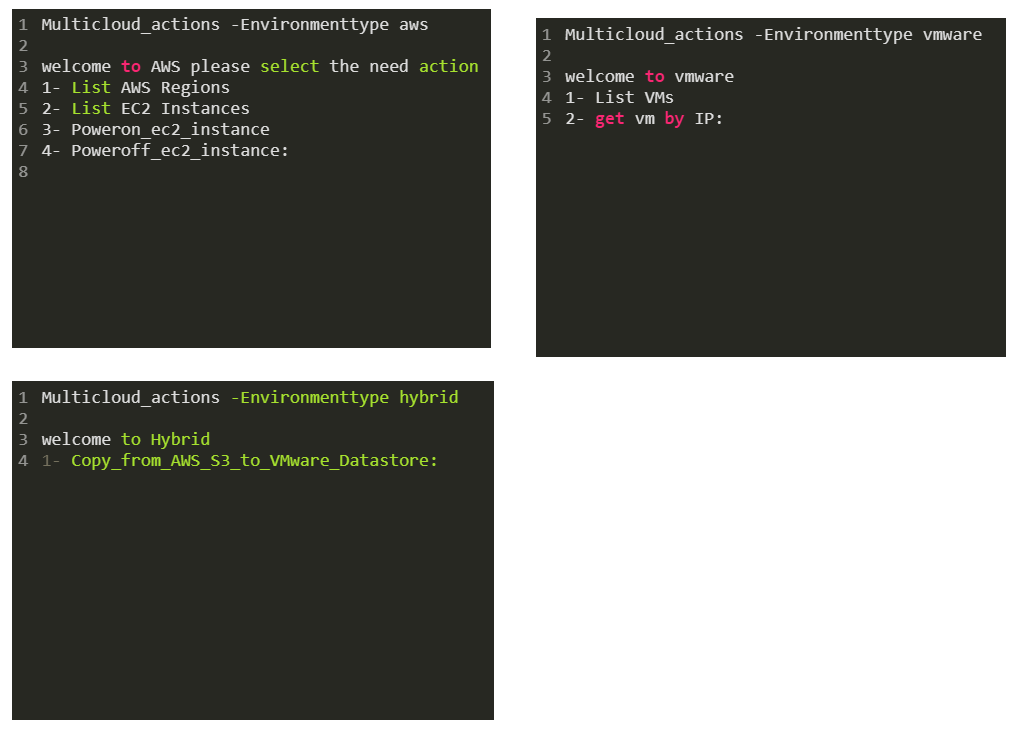 1 Multicloud_actions -Environmenttype aws
2
3 welcome to AWS please select the need action
4 1- List AWS Regions
5 2- List EC2 Instances
6 3- Poweron_ec2_instance
7 4- Poweroff_ec2_instance:
8
1 Multicloud_actions -Environmenttype vmware
2
3 welcome to vmware
4 1- List VMs
5 2- get vm by IP:
1 Multicloud_actions -Environmenttype hybrid
2
3 welcome to Hybrid
4 1- Copy_from_AWS_S3_to_VMware_Datastore: